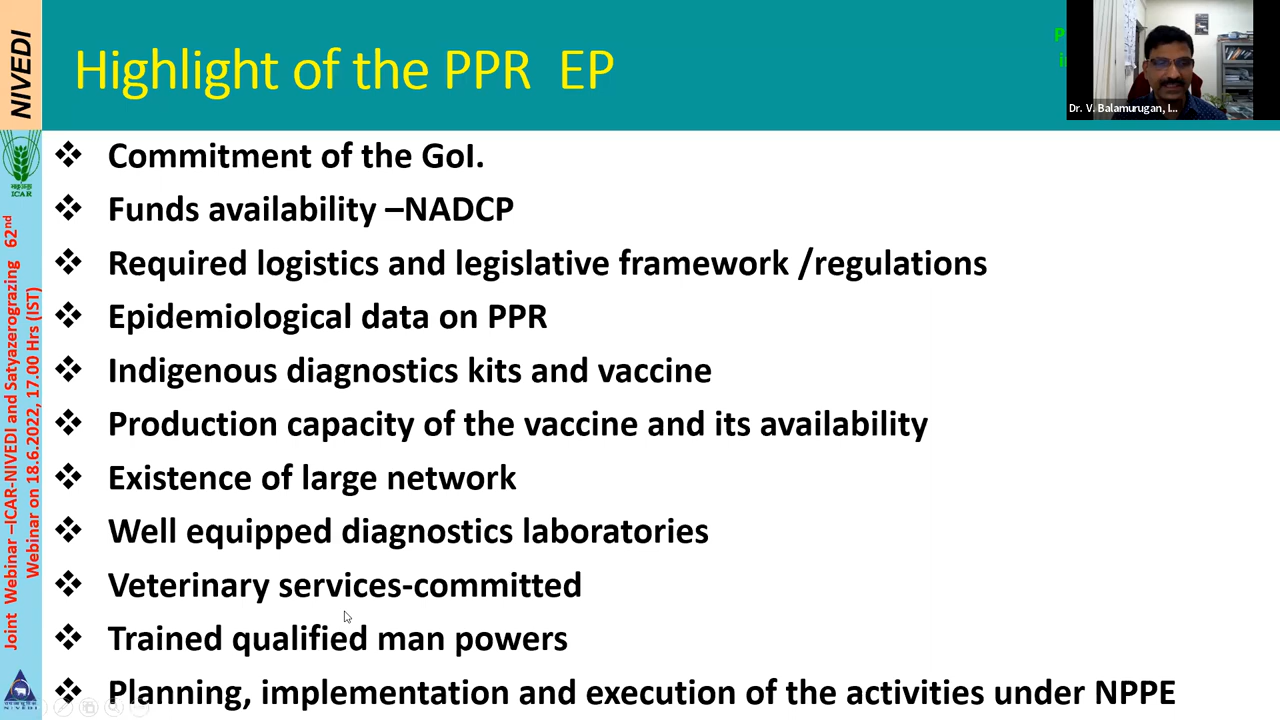 Highlight of the PPR EP
P
i
Dr. V. Balamurugan, I...
NIVEDI
ICAR
Joint Webinar –ICAR-NIVEDI and Satyazerograzing 62nd
Webinar on 18.6.2022, 17.00 Hrs (IST)
NIVEDI
❖ Commitment of the GoI.
❖ Funds availability –NADCP
❖ Required logistics and legislative framework /regulations
❖ Epidemiological data on PPR
❖ Indigenous diagnostics kits and vaccine
❖ Production capacity of the vaccine and its availability
❖ Existence of large network
❖ Well equipped diagnostics laboratories
❖ Veterinary services-committed
❖ Trained qualified man powers
❖ Planning, implementation and execution of the activities under NPPE